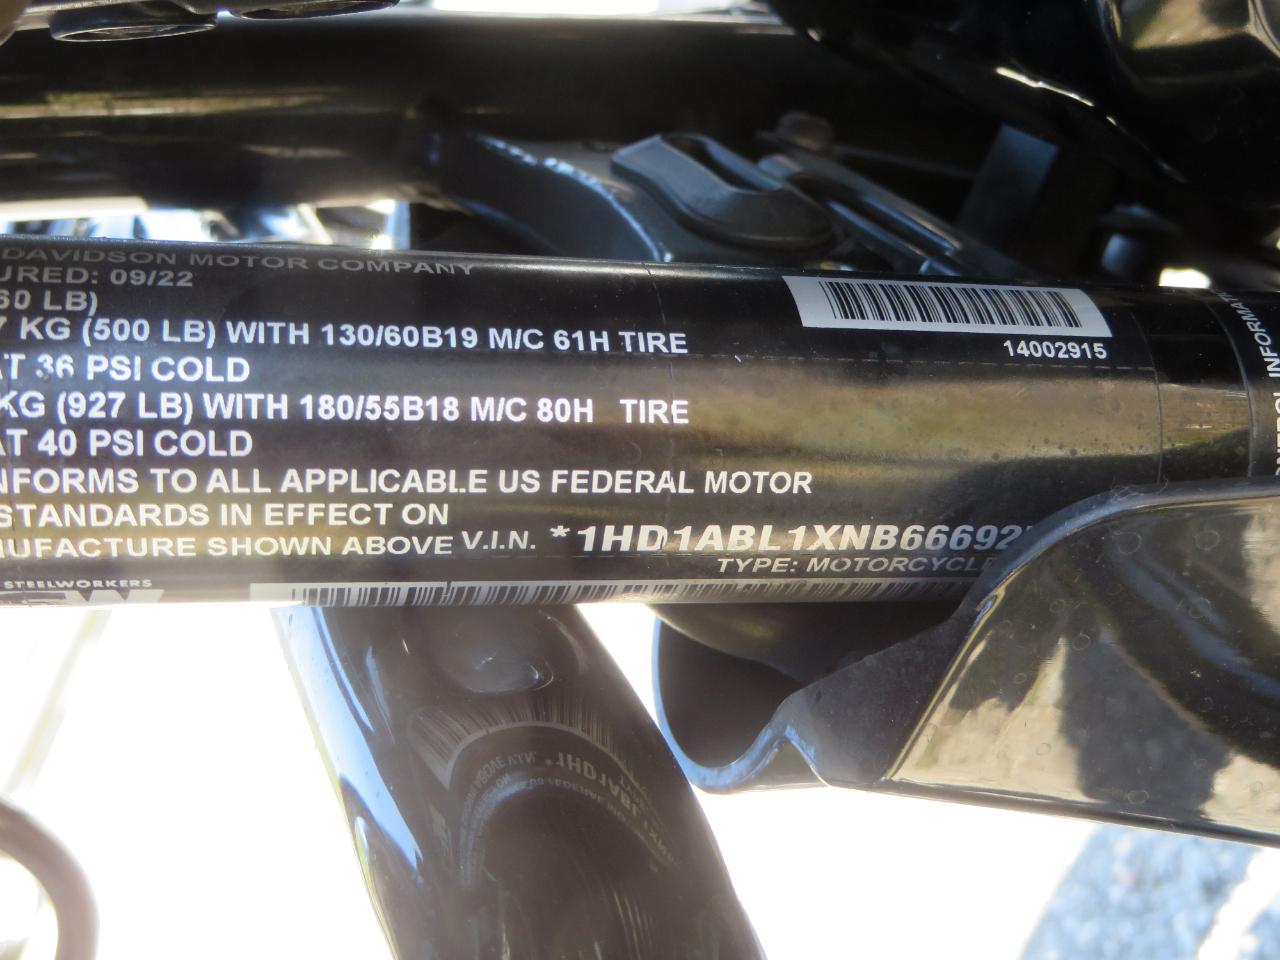 DAVIDSON MOTOR COMPANY
URED: 09/22
60 LB)
7 KG (500 LB) WITH 130/60B19 M/C 61H TIRE
AT 36 PSI COLD
KG (927 LB) WITH 180/55B18 M/C 80H TIRE
AT 40 PSI COLD
NFORMS TO ALL APPLICABLE US FEDERAL MOTOR
STANDARDS IN EFFECT ON
NUFACTURE SHOWN ABOVE V.I.N. *1HD1ABL1XNB66692
TYPE: MOTORCYCLE
STEELWORKERS
14002915